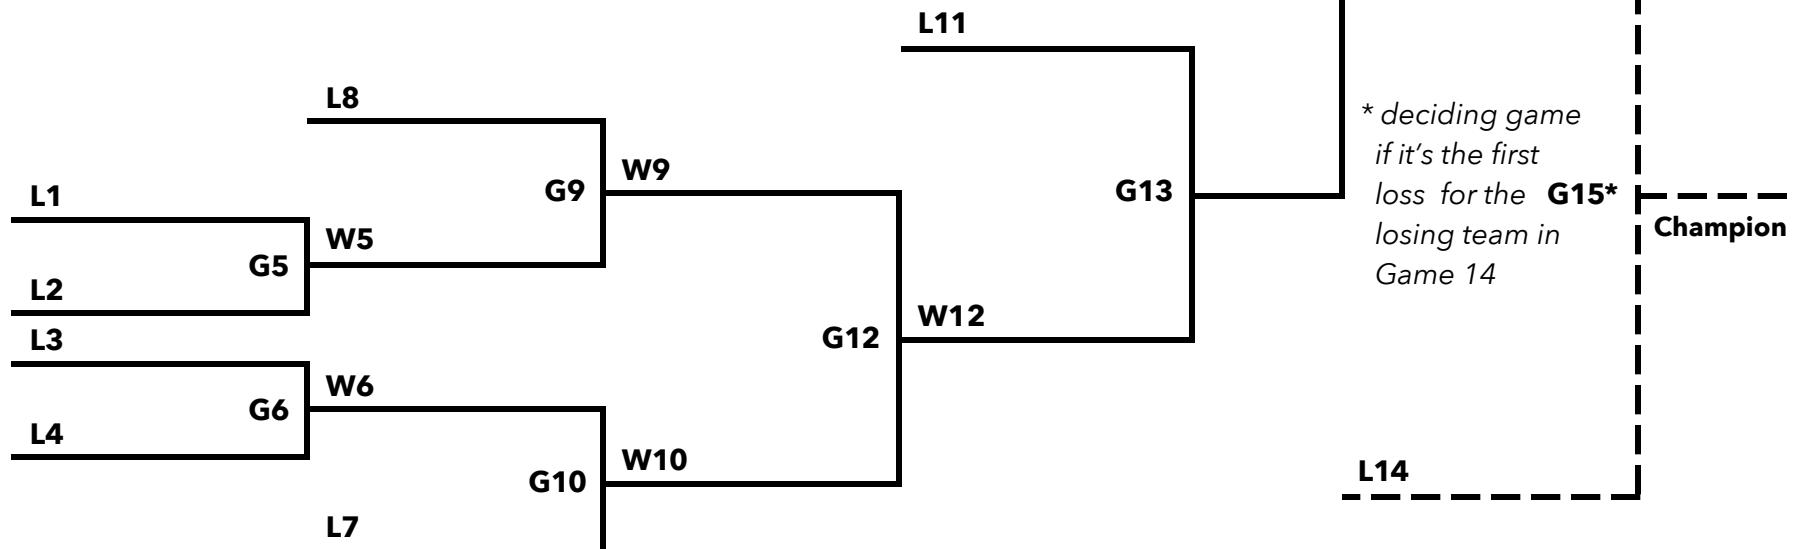 L11
L8
* deciding game
if it's the first
loss for the G15*
losing team in
Game 14
W9
G9
G13
L1
W5
Champion
G5
L2
W12
L3
G12
W6
G6
L4
W10
L14
G10
L7